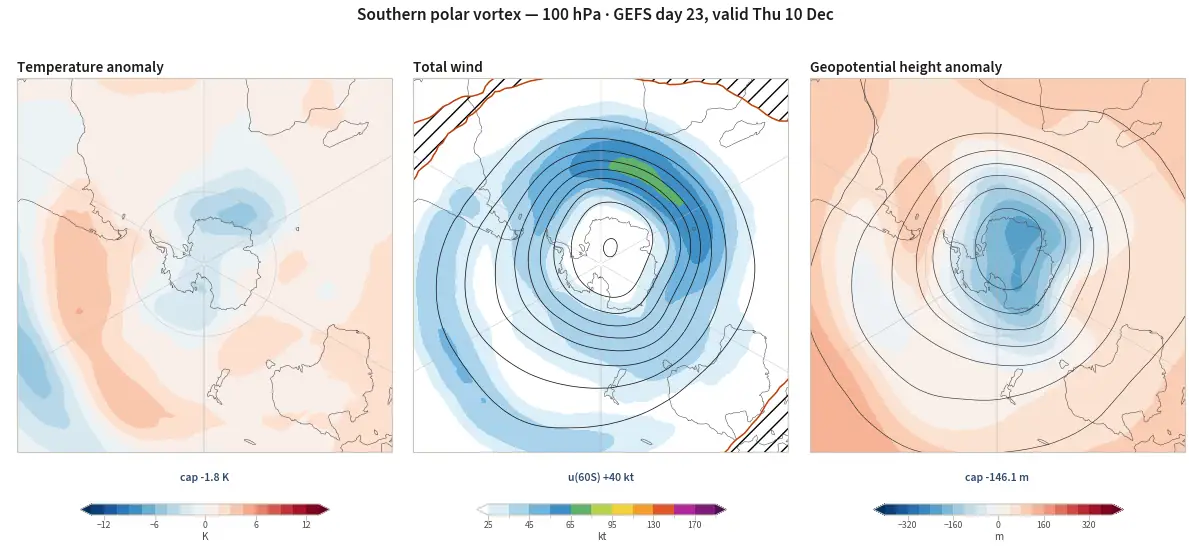 Southern polar vortex — 100 hPa · GEFS day 23, valid Thu 10 Dec
Temperature anomaly
Total wind
Geopotential height anomaly
cap -1.8 K
u(60S) +40 kt
cap -146.1 m
−12 −6 0 6 12
K
25 45 65 95 130 170
kt
−320 −160 0 160 320
m